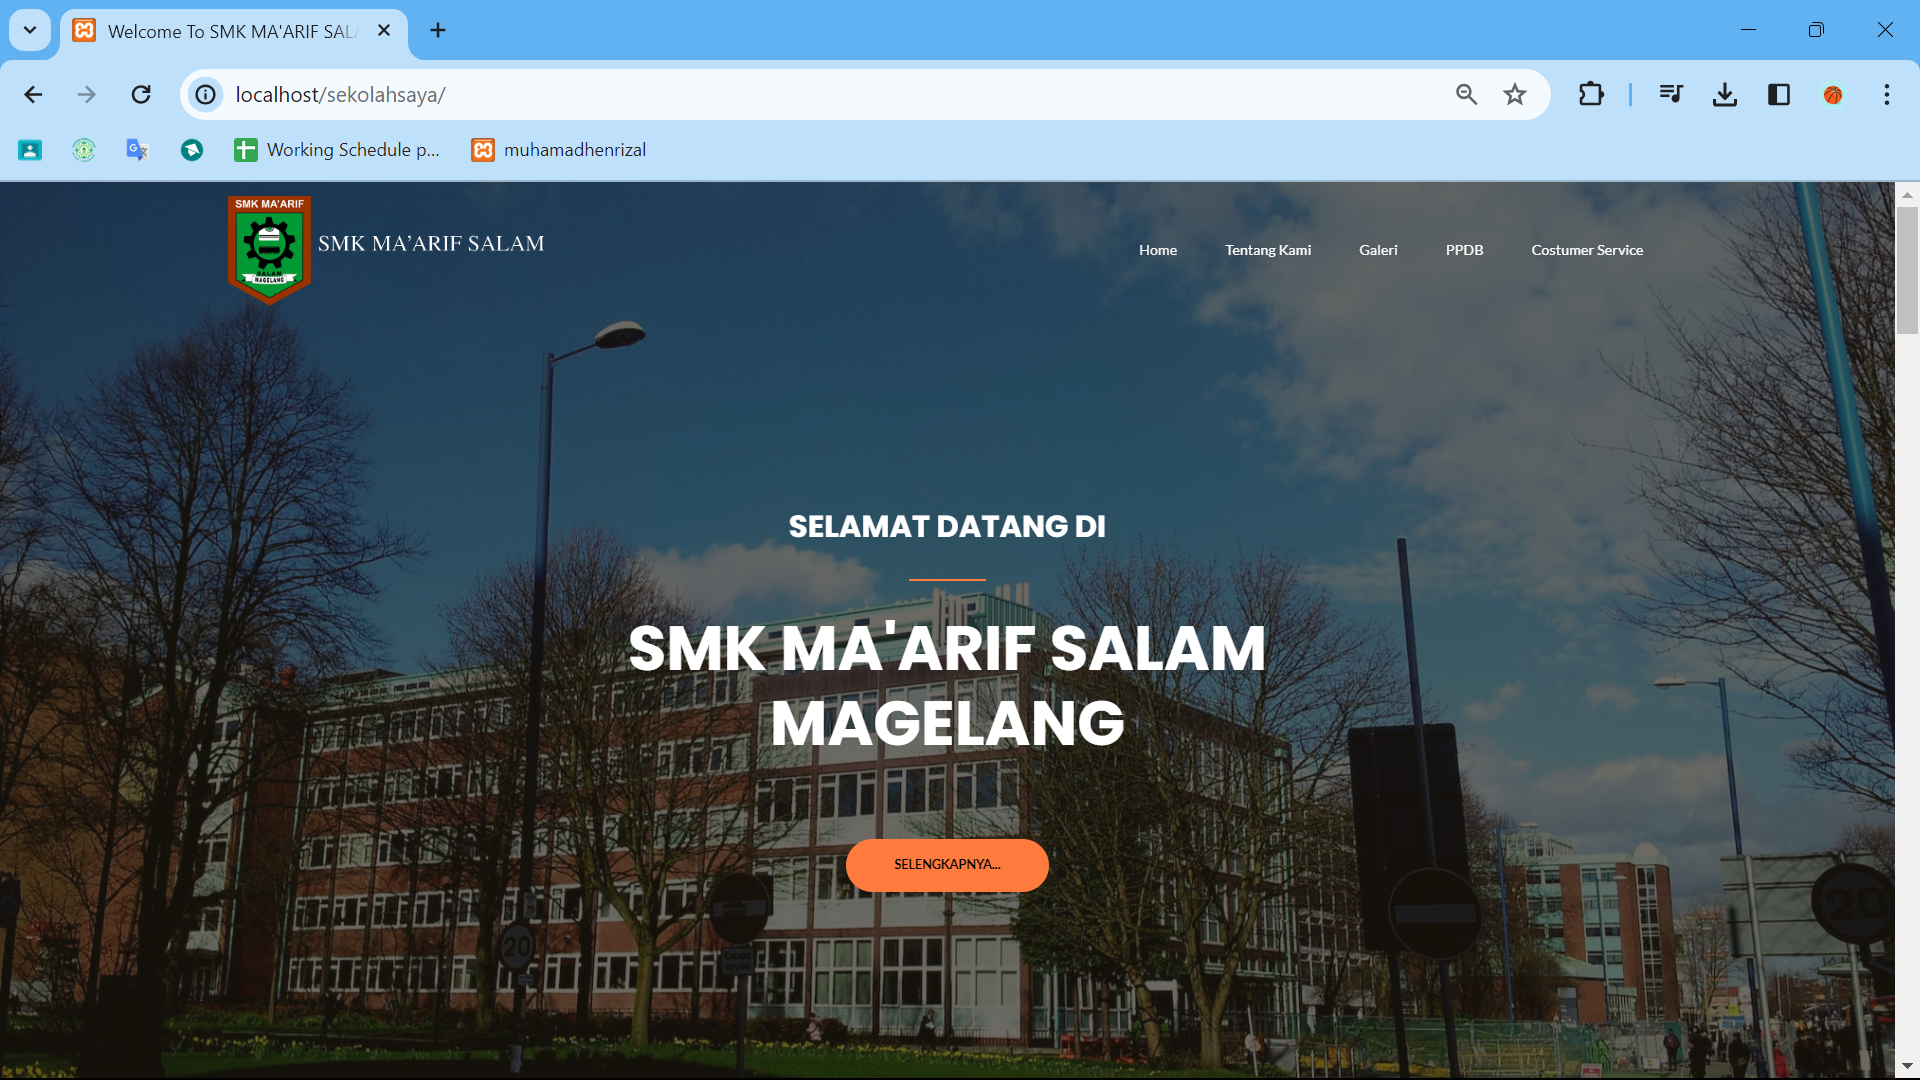 Welcome To SMK MA'ARIF SAL
localhost/sekolahsaya/
Working Schedule p...
muhamadhenrizal
SMK MA'ARIF
SALAM
MAGELANG
SMK MA'ARIF SALAM
Home
Tentang Kami
Galeri
PPDB
Costumer Service
SELAMAT DATANG DI
SMK MA'ARIF SALAM
MAGELANG
SELENGKAPNYA...
20
20
Except
cycles